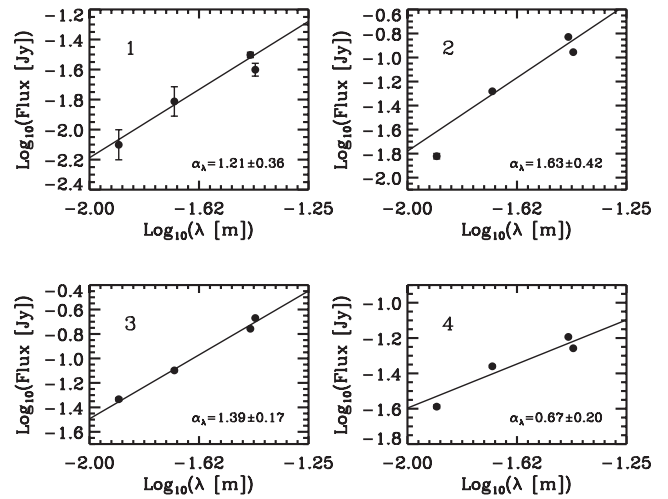 −1.2
−1.4
−1.6
−1.8
−2.0
−2.2
−2.4
Log10(Flux [Jy])
1
αλ=1.21±0.36
−2.00 −1.62 −1.25
Log10(λ [m])
−0.6
−0.8
−1.0
−1.2
−1.4
−1.6
−1.8
−2.0
Log10(Flux [Jy])
2
αλ=1.63±0.42
−2.00 −1.62 −1.25
Log10(λ [m])
−0.4
−0.6
−0.8
−1.0
−1.2
−1.4
−1.6
Log10(Flux [Jy])
3
αλ=1.39±0.17
−2.00 −1.62 −1.25
Log10(λ [m])
−1.0
−1.2
−1.4
−1.6
−1.8
Log10(Flux [Jy])
4
αλ=0.67±0.20
−2.00 −1.62 −1.25
Log10(λ [m])